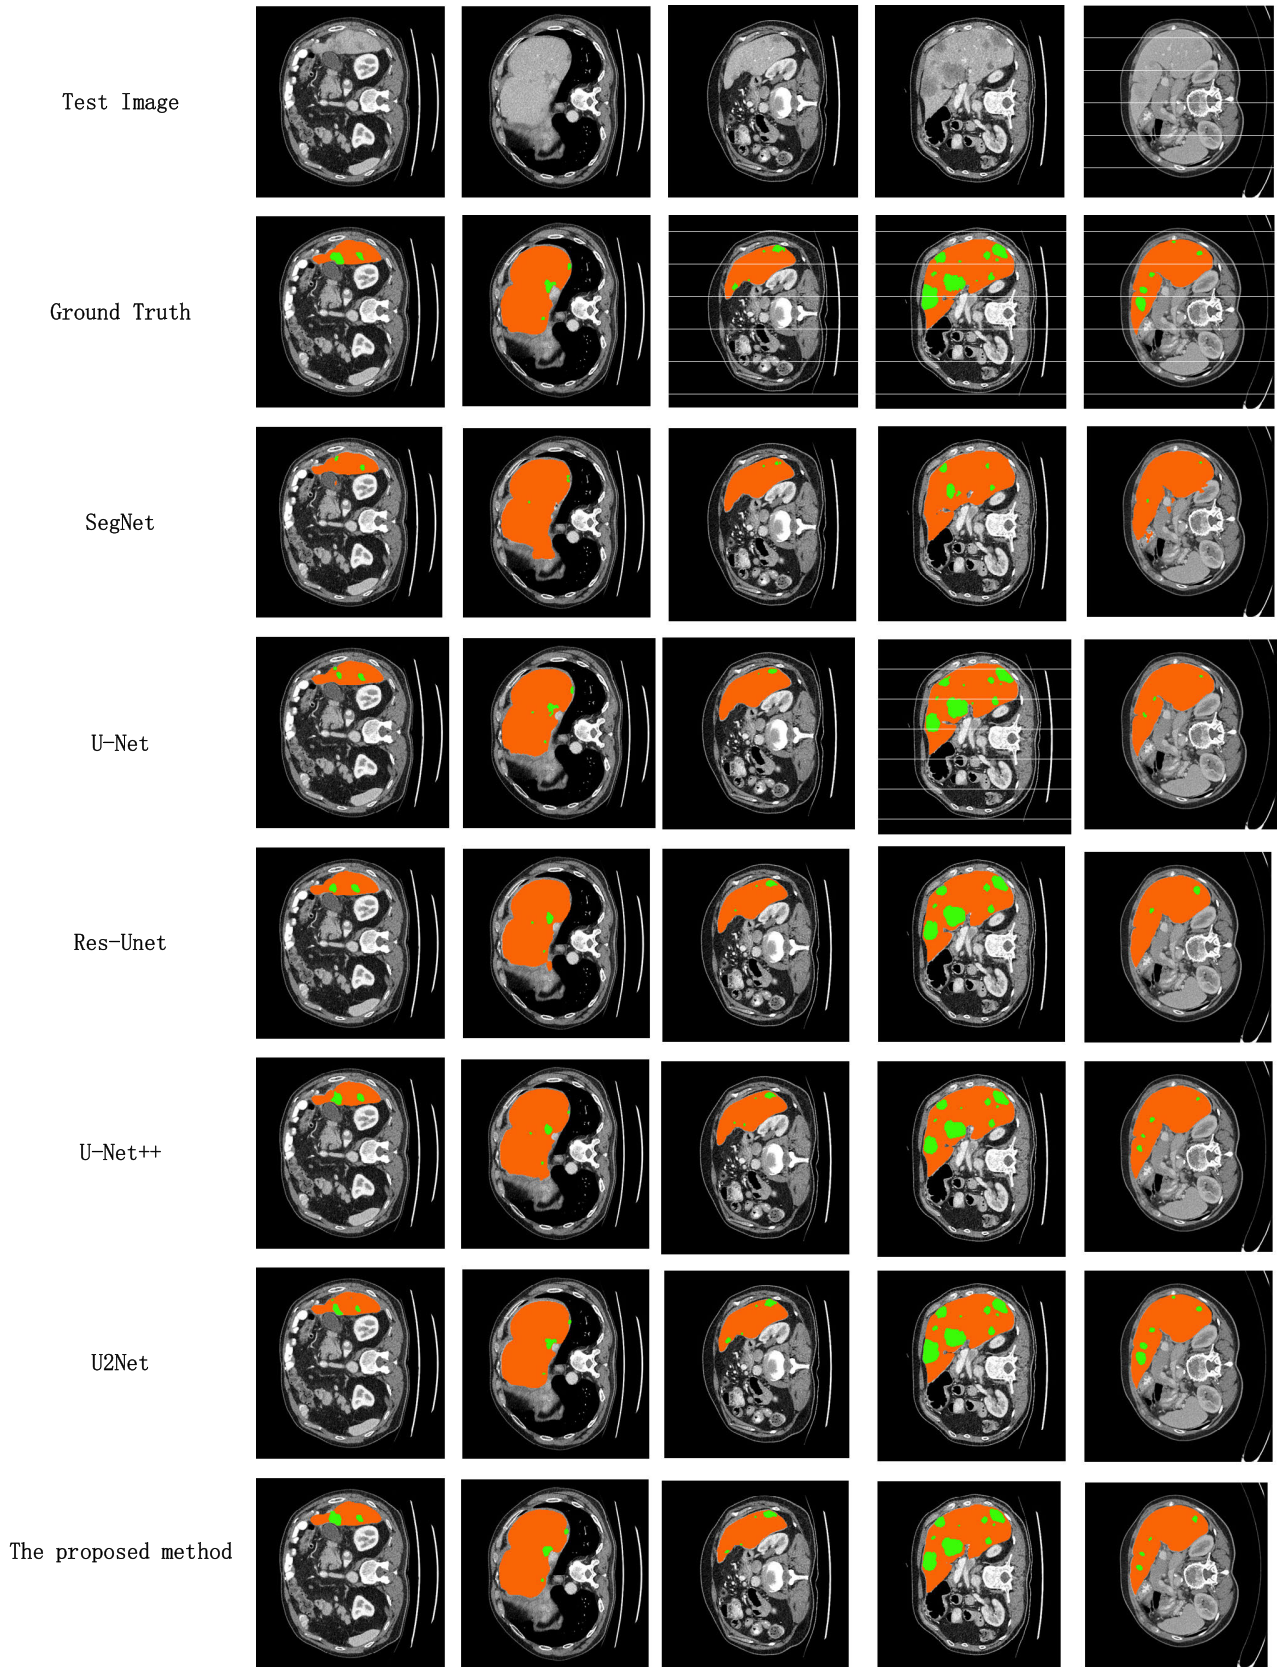 Test Image
Ground Truth
SegNet
U-Net
Res-Unet
U-Net++
U2Net
The proposed method